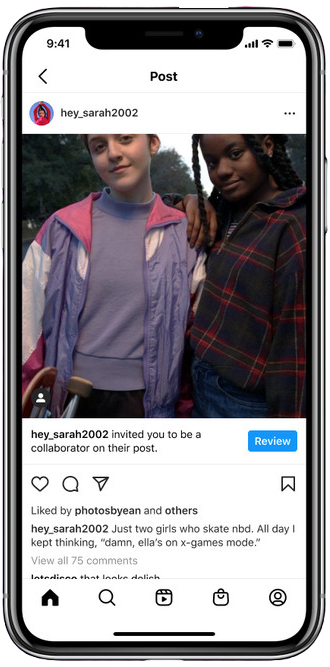 9:41
Post
hey_sarah2002
hey_sarah2002 invited you to be a
collaborator on their post.
Review
Liked by photosbyean and others
hey_sarah2002 Just two girls who skate nbd. All day I
kept thinking, “damn, ella’s on x-games mode.”
View all 75 comments
letsdisco that looks delish